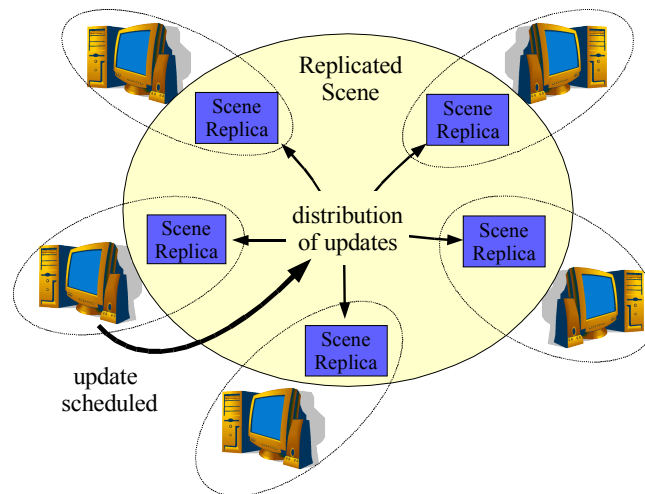 Replicated
Scene
Scene
Replica
Scene
Replica
Scene
Replica
distribution
of updates
Scene
Replica
Scene
Replica
update
scheduled